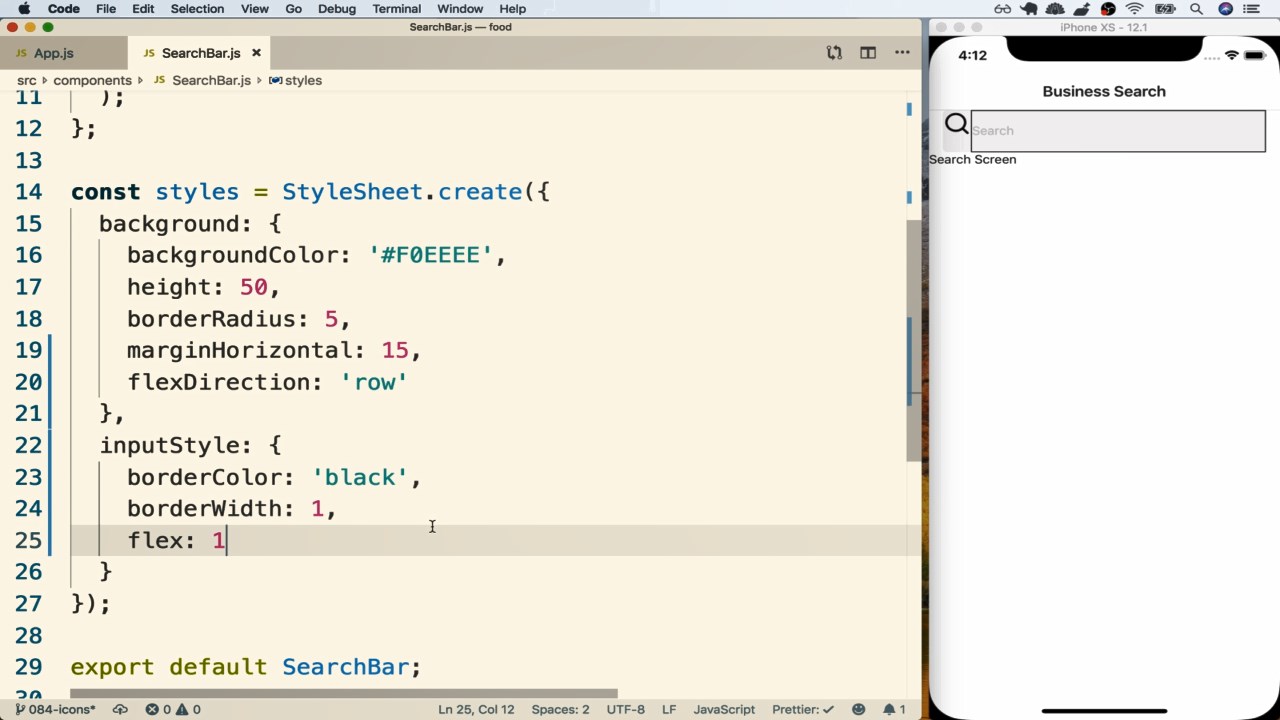 Code File Edit Selection View Go Debug Terminal Window Help
SearchBar.js — food
JS App.js JS SearchBar.js ×
src components JS SearchBar.js styles
11 );
12 };
13
14 const styles = StyleSheet.create({
15 background: {
16 backgroundColor: '#F0EEEE',
17 height: 50,
18 borderRadius: 5,
19 marginHorizontal: 15,
20 flexDirection: 'row'
21 },
22 inputStyle: {
23 borderColor: 'black',
24 borderWidth: 1,
25 flex: 1
26 }
27 });
28
29 export default SearchBar;
30
084-icons* 0 0 Ln 25, Col 12 Spaces: 2 UTF-8 LF JavaScript Prettier: ✓ 1
iPhone XS - 12.1
4:12
Business Search
Search
Search Screen